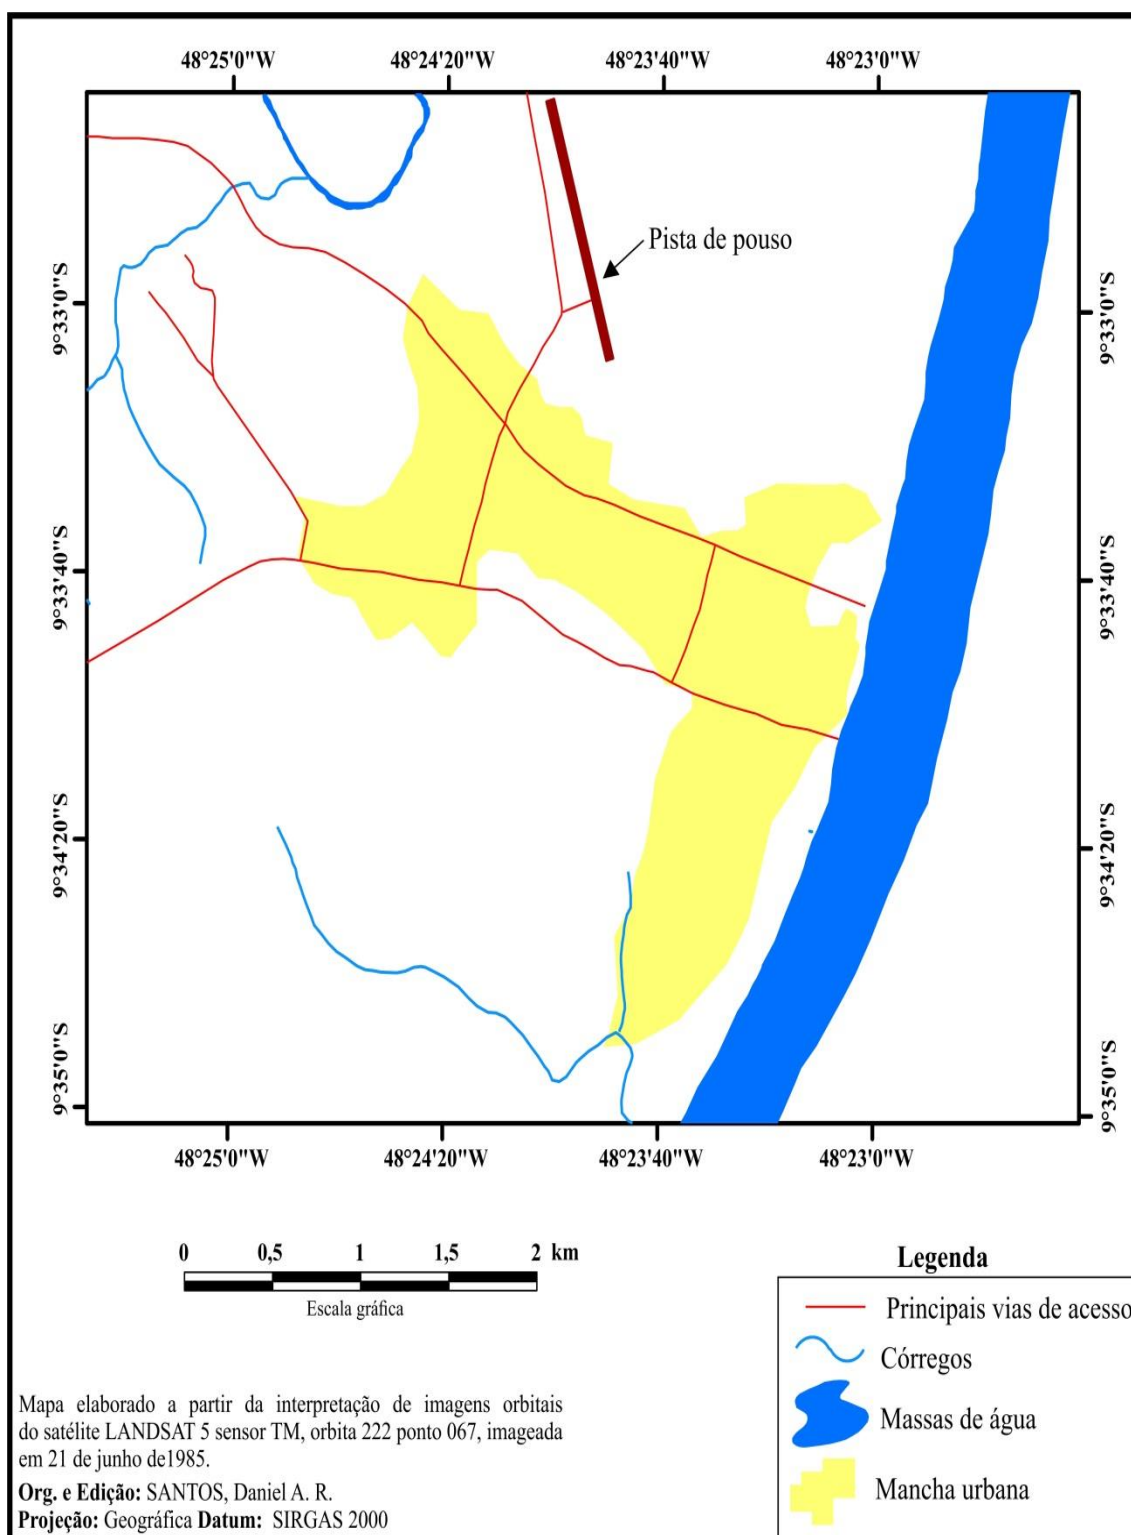 48°25'0"W 48°24'20"W 48°23'40"W 48°23'0"W
Pista de pouso
9°33'0"S 9°33'0"S
9°33'40"S 9°33'40"S
9°34'20"S 9°34'20"S
9°35'0"S 9°35'0"S
48°25'0"W 48°24'20"W 48°23'40"W 48°23'0"W
0 0,5 1 1,5 2 km
Escala gráfica
Legenda
Principais vias de acesso
Córregos
Massas de água
Mancha urbana
Mapa elaborado a partir da interpretação de imagens orbitais
do satélite LANDSAT 5 sensor TM, orbita 222 ponto 067, imageada
em 21 de junho de1985.
Org. e Edição: SANTOS, Daniel A. R.
Projeção: Geográfica Datum: SIRGAS 2000